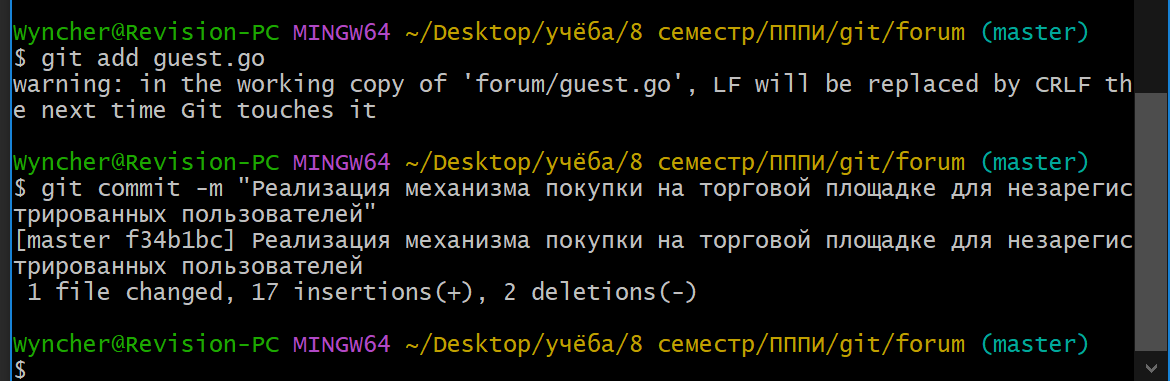 Wyncher@Revision-PC MINGW64 ~/Desktop/учёба/8 семестр/ПППИ/git/forum (master)
$ git add guest.go
warning: in the working copy of 'forum/guest.go', LF will be replaced by CRLF th
e next time Git touches it
Wyncher@Revision-PC MINGW64 ~/Desktop/учёба/8 семестр/ПППИ/git/forum (master)
$ git commit -m "Реализация механизма покупки на торговой площадке для незарегис
трированных пользователей"
[master f34b1bc] Реализация механизма покупки на торговой площадке для незарегис
трированных пользователей
 1 file changed, 17 insertions(+), 2 deletions(-)
Wyncher@Revision-PC MINGW64 ~/Desktop/учёба/8 семестр/ПППИ/git/forum (master)
$